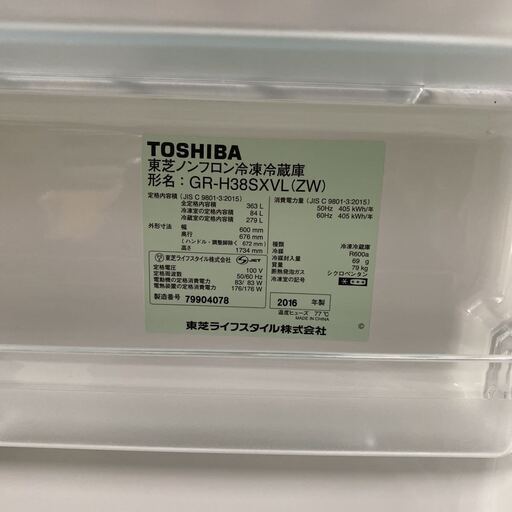 TOSHIBA
東芝ノンフロン冷凍冷蔵庫
形名：GR-H38SXVL(ZW)
定格内容積 (JIS C 9801-3:2015)
全定格内容積 363 L
冷凍室の定格内容積 84 L
冷蔵室の定格内容積 279 L
外形寸法 幅 600 mm
奥行 676 mm
(ハンドル・調整脚除く 672 mm)
高さ 1734 mm
消費電力量 (JIS C 9801-3:2015)
50Hz 405 kWh/年
60Hz 405 kWh/年
種類 冷凍冷蔵庫
冷媒 R600a
冷媒封入量 69 g
質量 79 kg
断熱発泡ガス シクロペンタン
冷凍室の記号
東芝ライフスタイル株式会社 JET
定格電圧 100 V
定格周波数 50/60 Hz
電動機の定格消費電力 83/ 83 W
電熱装置の定格消費電力 176/176 W
製造番号 79904078
2016 年製
温度ヒューズ 77℃
MADE IN CHINA
東芝ライフスタイル株式会社